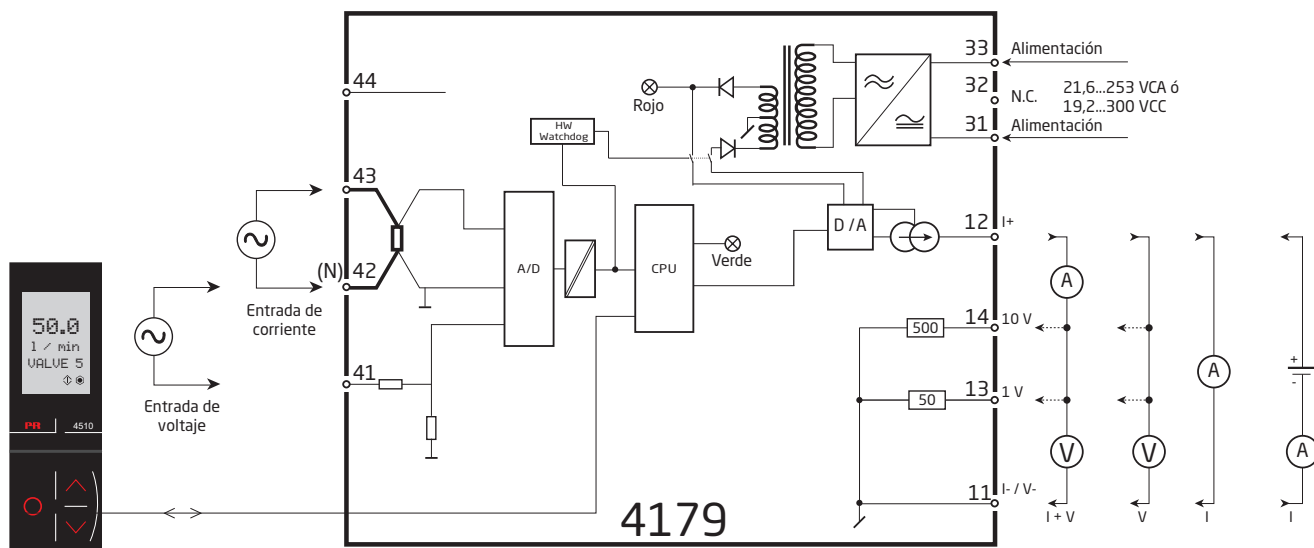 33 Alimentación
44
32 N.C. 21,6...253 VCA ó
19,2...300 VCC
Rojo
HW
Watchdog
31 Alimentación
43
12 I+
D/A
(N) 42
A/D
CPU
Verde
Entrada de
corriente
A
50.0
l / min
VALVE 5
500
14 10 V
41
A
+
-
50
13 1 V
Entrada de
voltaje
PR 4510
V
V
A
11 I- / V-
4179
I + V
V
I
I